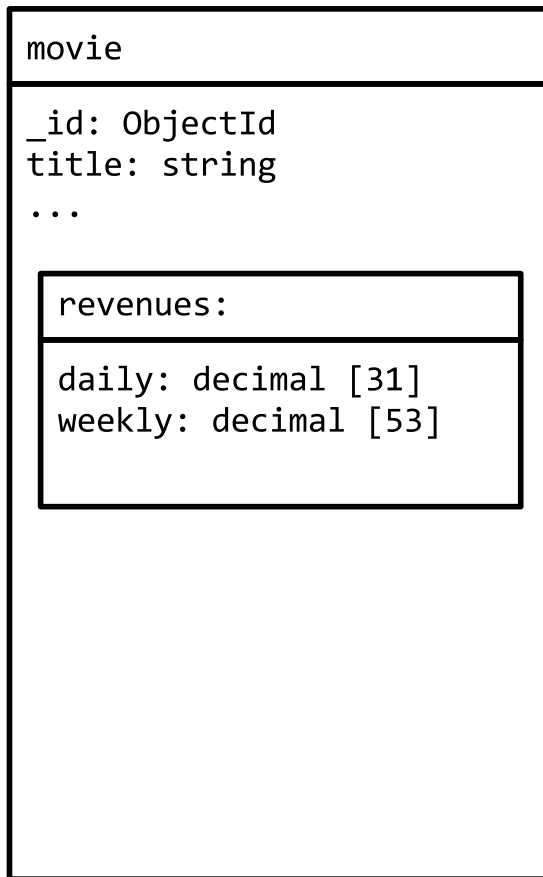 movie
_id: ObjectId
title: string
...
revenues:
daily: decimal [31]
weekly: decimal [53]